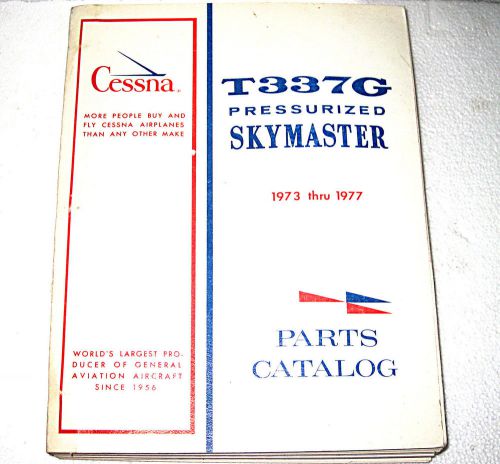 Cessna
MORE PEOPLE BUY AND
FLY CESSNA AIRPLANES
THAN ANY OTHER MAKE
WORLD'S LARGEST PRO-
DUCER OF GENERAL
AVIATION AIRCRAFT
SINCE 1956
T337G
PRESSURIZED
SKYMASTER
1973 thru 1977
PARTS
CATALOG